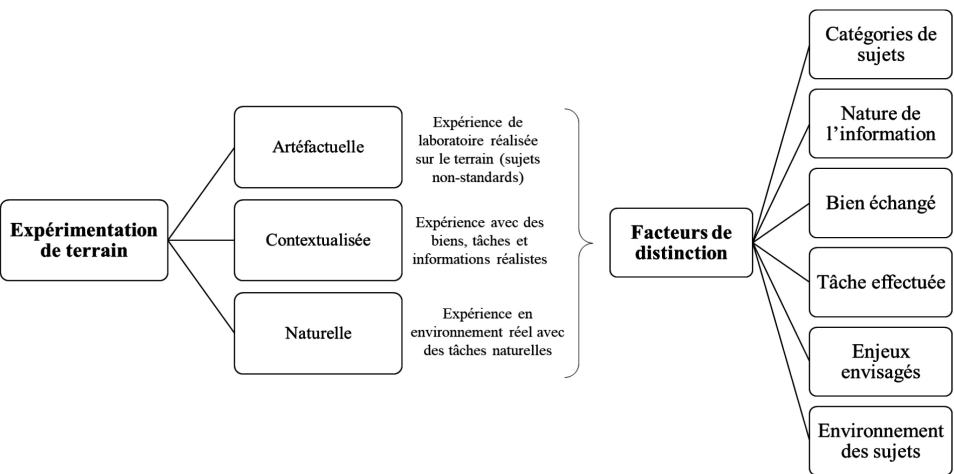 Expérimentation
de terrain
Artéfactuelle
Expérience de
laboratoire réalisée
sur le terrain (sujets
non-standards)
Contextualisée
Expérience avec des
biens, tâches et
informations réalistes
Naturelle
Expérience en
environnement réel avec
des tâches naturelles
Facteurs de
distinction
Catégories de
sujets
Nature de
l’information
Bien échangé
Tâche effectuée
Enjeux
envisagés
Environnement
des sujets